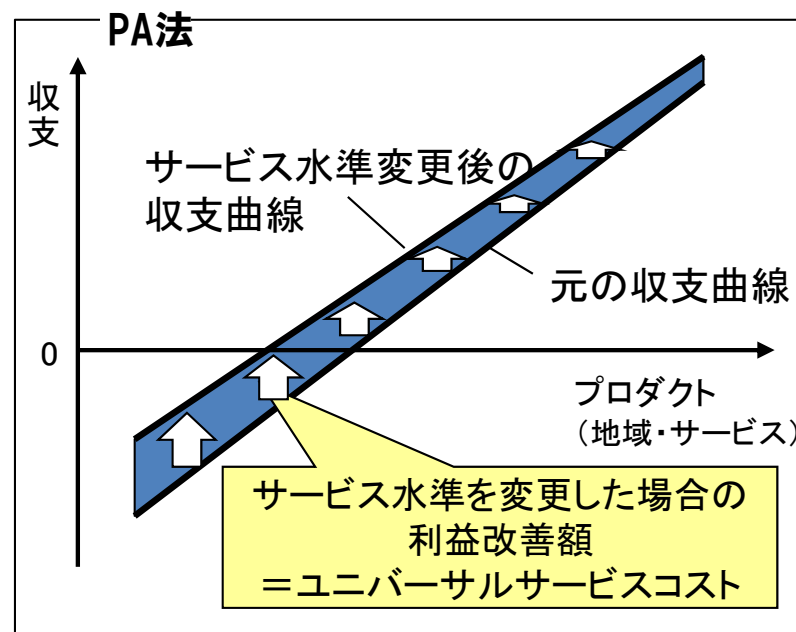 PA法
収支
サービス水準変更後の
収支曲線
元の収支曲線
0
プロダクト
（地域・サービス）
サービス水準を変更した場合の
利益改善額
＝ユニバーサルサービスコスト